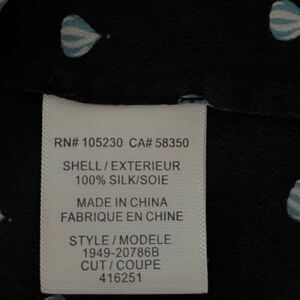 RN# 105230 CA# 58350
SHELL / EXTERIEUR
100% SILK/SOIE
MADE IN CHINA
FABRIQUE EN CHINE
STYLE / MODELE
1949-20786B
CUT / COUPE
416251